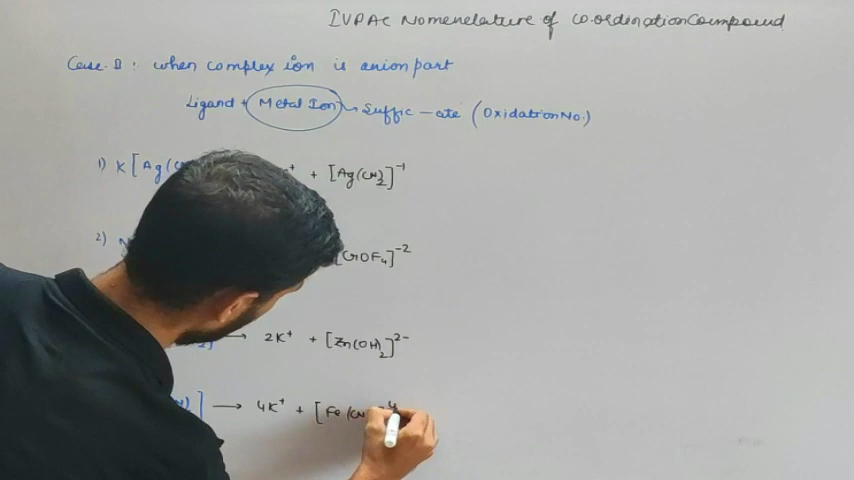 IUPAC Nomenclature of Co.ordination Compound
Case-II : when complex ion is anion part
Ligand + Metal Ion → Suffic - ate (Oxidation No.)
1) K [Ag(CN + [Ag(CN)2]-1
2) [CrOF4]-2
→ 2K+ + [Zn(OH)2]2-
] → 4K+ + [Fe(CN 4